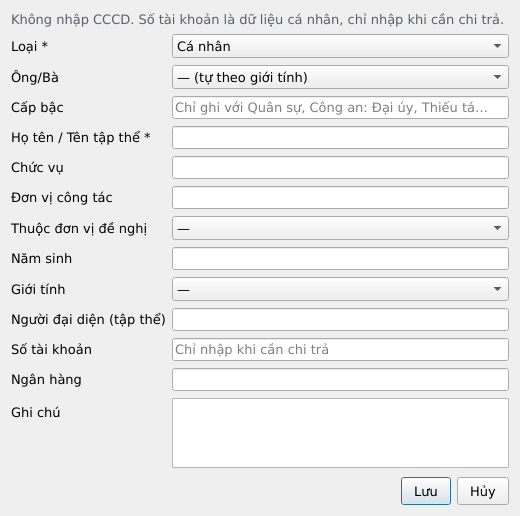 Không nhập CCCD. Số tài khoản là dữ liệu cá nhân, chỉ nhập khi cần chi trả.
Loại * Cá nhân
Ông/Bà — (tự theo giới tính)
Cấp bậc Chỉ ghi với Quân sự, Công an: Đại úy, Thiếu tá…
Họ tên / Tên tập thể *
Chức vụ
Đơn vị công tác
Thuộc đơn vị đề nghị —
Năm sinh
Giới tính —
Người đại diện (tập thể)
Số tài khoản Chỉ nhập khi cần chi trả
Ngân hàng
Ghi chú
Lưu Hủy